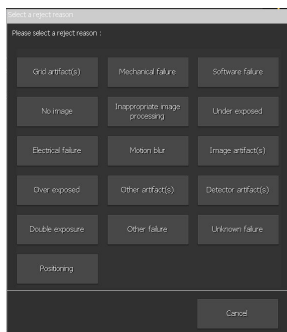 Select a reject reason
Please select a reject reason :
Grid artifact(s)
Mechanical failure
Software failure
No image
Inappropriate image
processing
Under exposed
Electrical failure
Motion blur
Image artifact(s)
Over exposed
Other artifact(s)
Detector artifact(s)
Double exposure
Other failure
Unknown failure
Positioning
Cancel